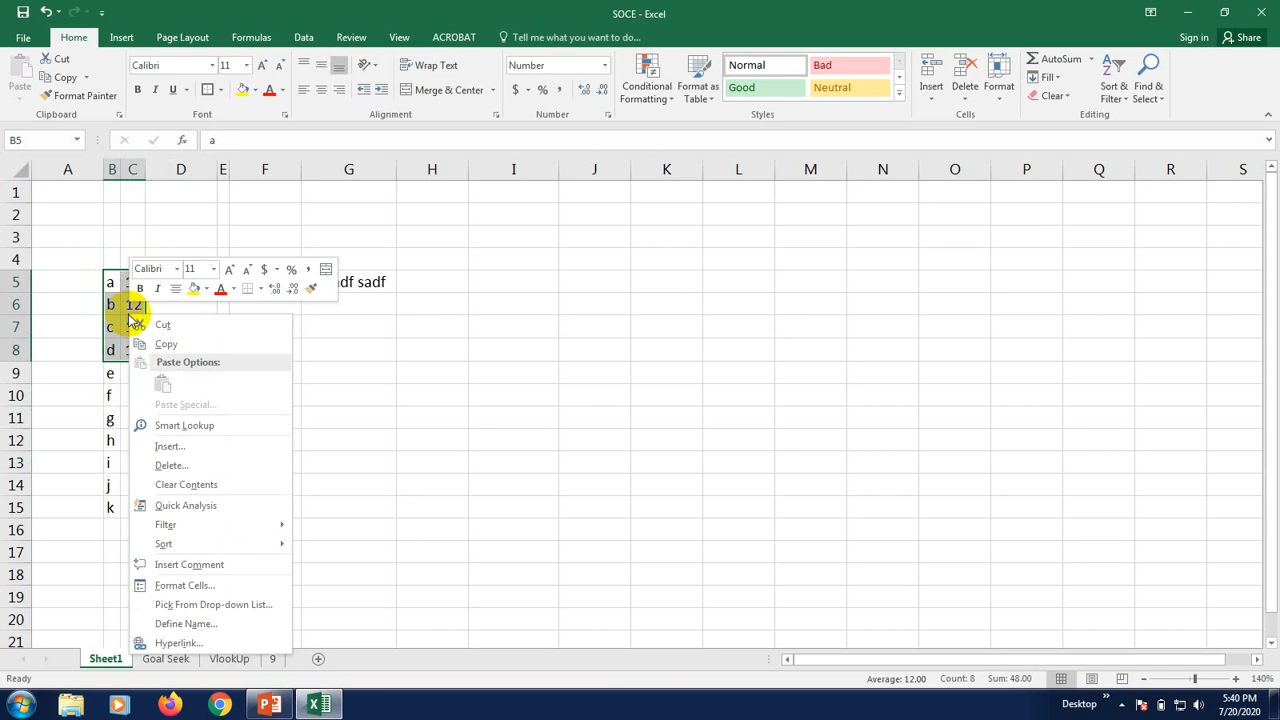 SOCE - Excel
File Home Insert Page Layout Formulas Data Review View ACROBAT Tell me what you want to do... Sign in Share
Cut
Copy
Format Painter
Paste
Clipboard
Calibri 11
B I U
Font
Wrap Text
Merge & Center
Alignment
Number
$ % ,
Number
Conditional Formatting
Format as Table
Normal Bad
Good Neutral
Styles
Insert Delete Format
Cells
AutoSum
Fill
Clear
Sort & Filter
Find & Select
Editing
B5 fx a
A B C D E F G H I J K L M N O P Q R S
1
2
3
4
5 a sadf
6 b 12
7 c
8 d
9 e
10 f
11 g
12 h
13 i
14 j
15 k
16
17
18
19
20
21
Calibri 11 $ % ,
B I A
Cut
Copy
Paste Options:
Paste Special...
Smart Lookup
Insert...
Delete...
Clear Contents
Quick Analysis
Filter
Sort
Insert Comment
Format Cells...
Pick From Drop-down List...
Define Name...
Hyperlink...
Sheet1 Goal Seek VlookUp 9
Ready Average: 12.00 Count: 8 Sum: 48.00 140%
Desktop
5:40 PM
7/20/2020